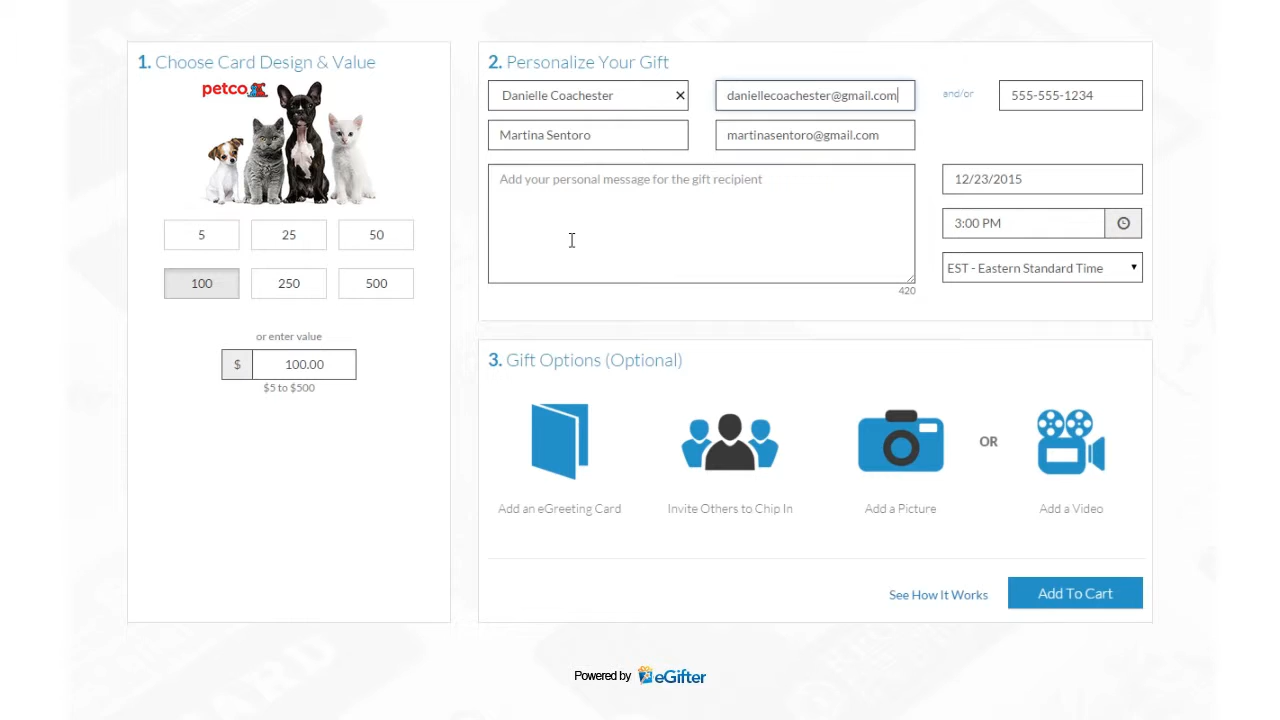 1. Choose Card Design & Value
petco
5 25 50
100 250 500
or enter value
$ 100.00
$5 to $500
2. Personalize Your Gift
Danielle Coachester ✕ daniellecoachester@gmail.com and/or 555-555-1234
Martina Sentoro martinasentoro@gmail.com
Add your personal message for the gift recipient
420
12/23/2015
3:00 PM
EST - Eastern Standard Time
3. Gift Options (Optional)
OR
Add an eGreeting Card Invite Others to Chip In Add a Picture Add a Video
See How It Works Add To Cart
Powered by eGifter